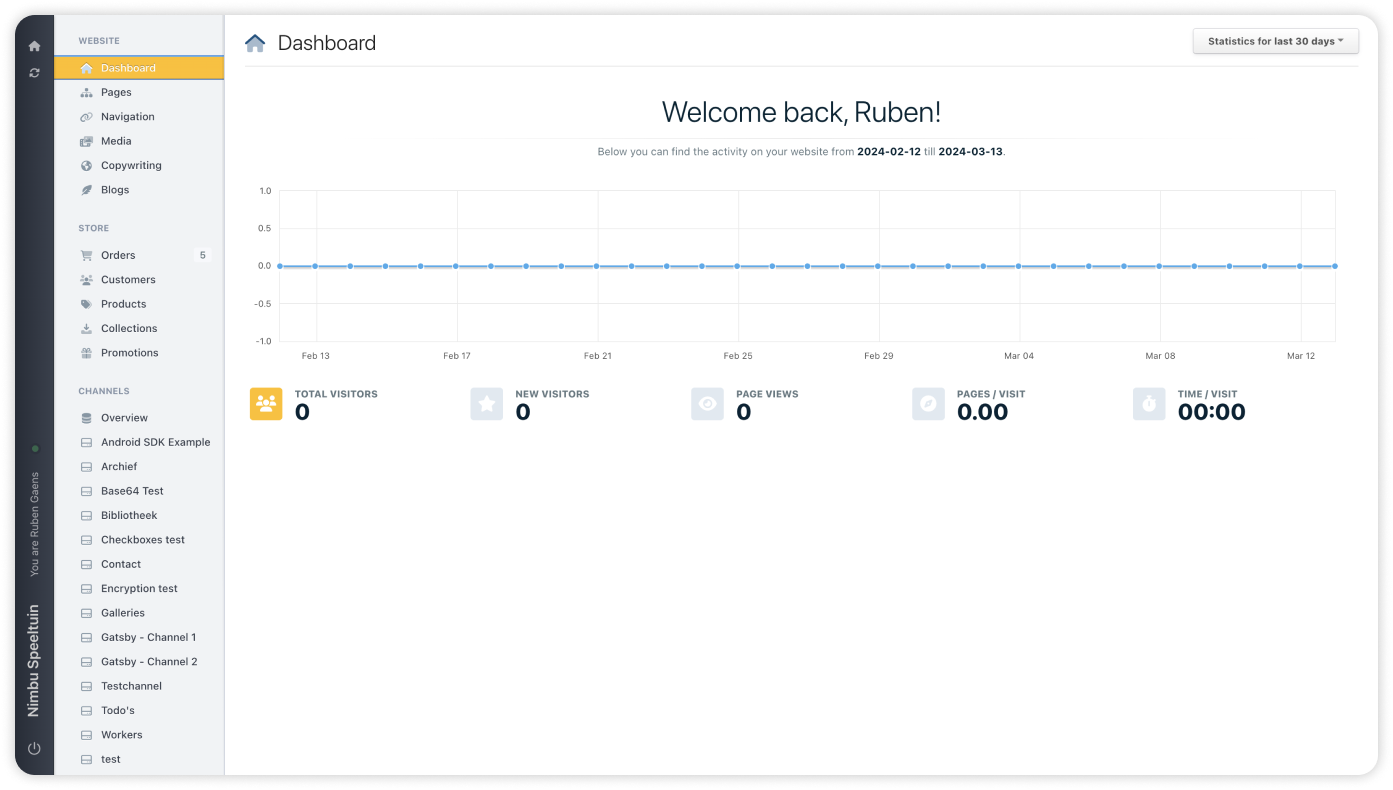 WEBSITE
Dashboard
Pages
Navigation
Media
Copywriting
Blogs
STORE
Orders 5
Customers
Products
Collections
Promotions
CHANNELS
Overview
Android SDK Example
Archief
Base64 Test
Bibliotheek
Checkboxes test
Contact
Encryption test
Galleries
Gatsby - Channel 1
Gatsby - Channel 2
Testchannel
Todo's
Workers
test
You are Ruben Gaens
Nimbu Speeltuin
Dashboard
Statistics for last 30 days
Welcome back, Ruben!
Below you can find the activity on your website from 2024-02-12 till 2024-03-13.
1.0
0.5
0.0
-0.5
-1.0
Feb 13 Feb 17 Feb 21 Feb 25 Feb 29 Mar 04 Mar 08 Mar 12
TOTAL VISITORS
0
NEW VISITORS
0
PAGE VIEWS
0
PAGES / VISIT
0.00
TIME / VISIT
00:00